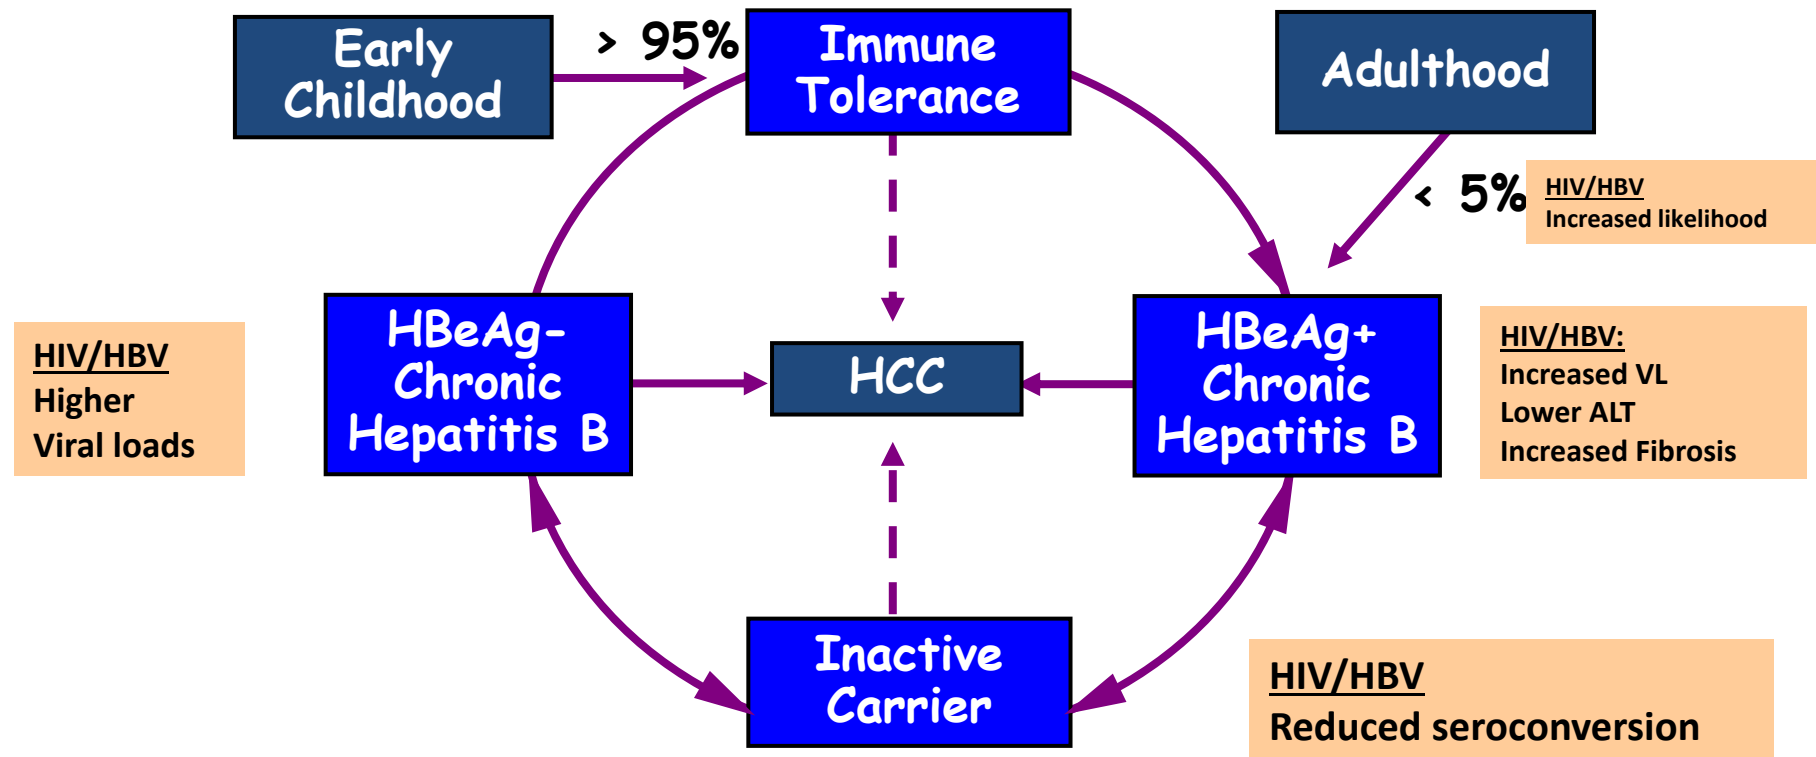 Early
Childhood
> 95%
Immune
Tolerance
Adulthood
< 5%
HIV/HBV
Increased likelihood
HBeAg-
Chronic
Hepatitis B
HCC
HBeAg+
Chronic
Hepatitis B
HIV/HBV
Higher
Viral loads
HIV/HBV:
Increased VL
Lower ALT
Increased Fibrosis
Inactive
Carrier
HIV/HBV
Reduced seroconversion